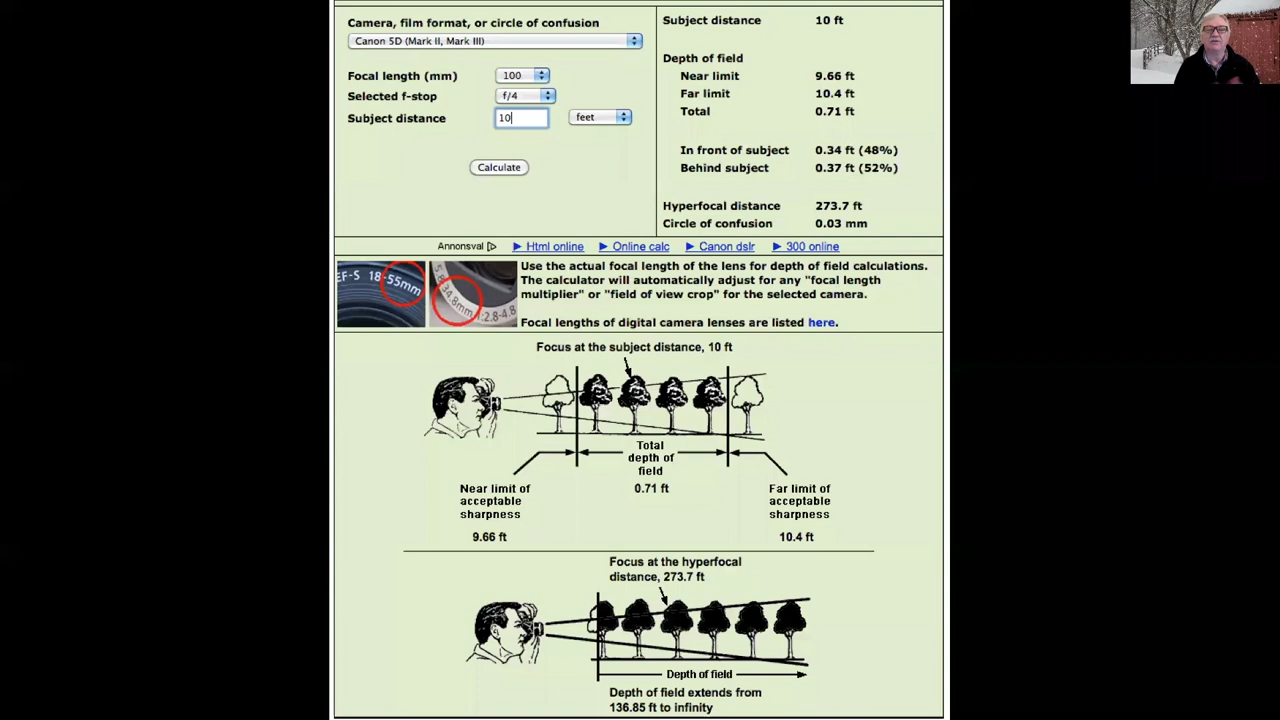 Camera, film format, or circle of confusion
Canon 5D (Mark II, Mark III)
Focal length (mm) 100
Selected f-stop f/4
Subject distance 10 feet
Calculate
Subject distance 10 ft
Depth of field
Near limit 9.66 ft
Far limit 10.4 ft
Total 0.71 ft
In front of subject 0.34 ft (48%)
Behind subject 0.37 ft (52%)
Hyperfocal distance 273.7 ft
Circle of confusion 0.03 mm
Annonsval Html online Online calc Canon dslr 300 online
EF-S 18-55mm
5.8-34.8mm 1:2.8-4.8
Use the actual focal length of the lens for depth of field calculations.
The calculator will automatically adjust for any "focal length
multiplier" or "field of view crop" for the selected camera.
Focal lengths of digital camera lenses are listed here.
Focus at the subject distance, 10 ft
Total
depth of
field
0.71 ft
Near limit of
acceptable
sharpness
9.66 ft
Far limit of
acceptable
sharpness
10.4 ft
Focus at the hyperfocal
distance, 273.7 ft
Depth of field
Depth of field extends from
136.85 ft to infinity